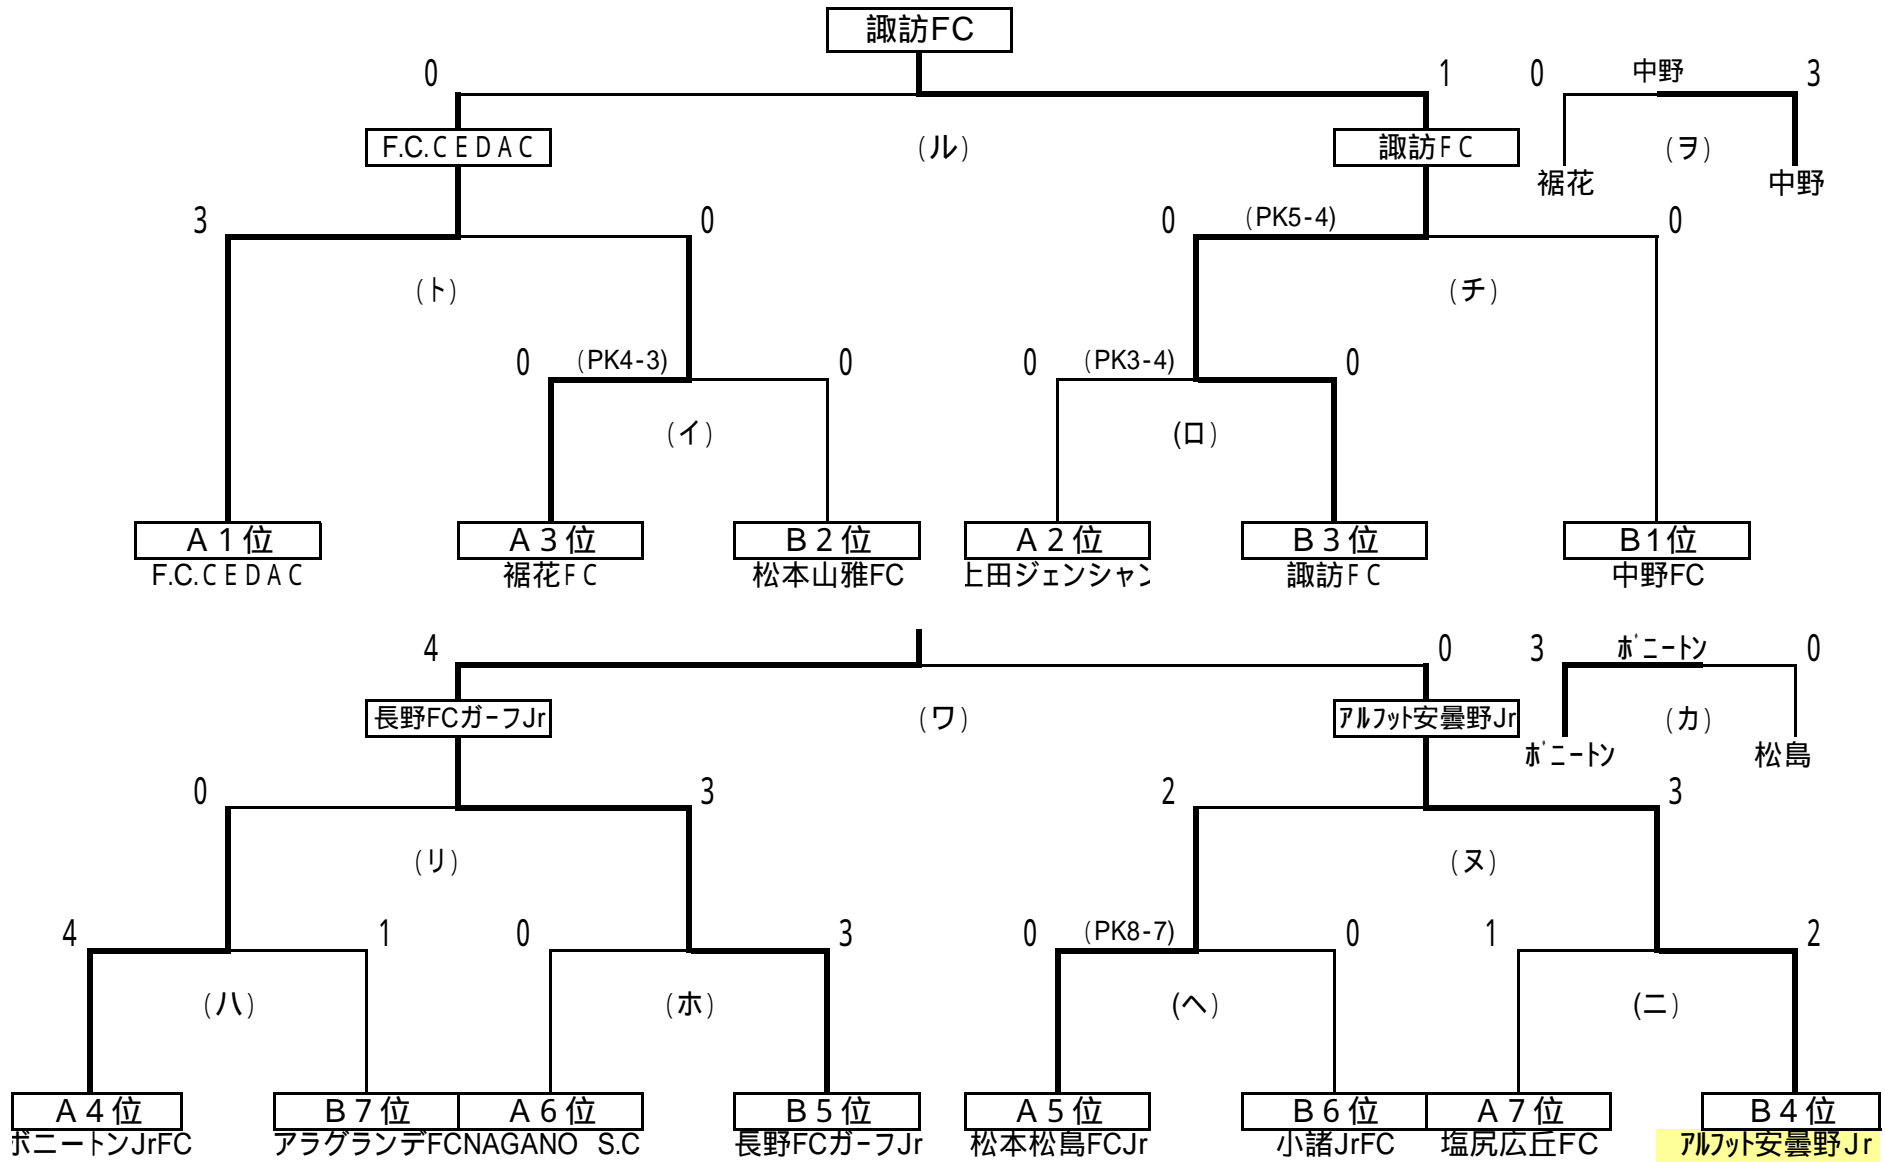 諏訪FC
0 1 0 中野 3
F.C.CEDAC (ル) 諏訪FC (ヲ)
裾花 中野
3 0 0 (PK5-4) 0
(ト) (チ)
0 (PK4-3) 0 0 (PK3-4) 0
(イ) (ロ)
A1位 A3位 B2位 A2位 B3位 B1位
F.C.CEDAC 裾花FC 松本山雅FC 上田ジェンシャン 諏訪FC 中野FC
4 0 3 ﾎﾞﾆｰﾄﾝ 0
長野FCガーフJr (ワ) ｱﾙﾌｯﾄ安曇野Jr (カ)
ﾎﾞﾆｰﾄﾝ 松島
0 3 2 3
(リ) (ヌ)
4 1 0 3 0 (PK8-7) 0 1 2
(ハ) (ホ) (ヘ) (ニ)
A4位 B7位 A6位 B5位 A5位 B6位 A7位 B4位
ボニートンJrFC アラグランデFC NAGANO S.C 長野FCガーフJr 松本松島FCJr 小諸JrFC 塩尻広丘FC ｱﾙﾌｯﾄ安曇野Jr